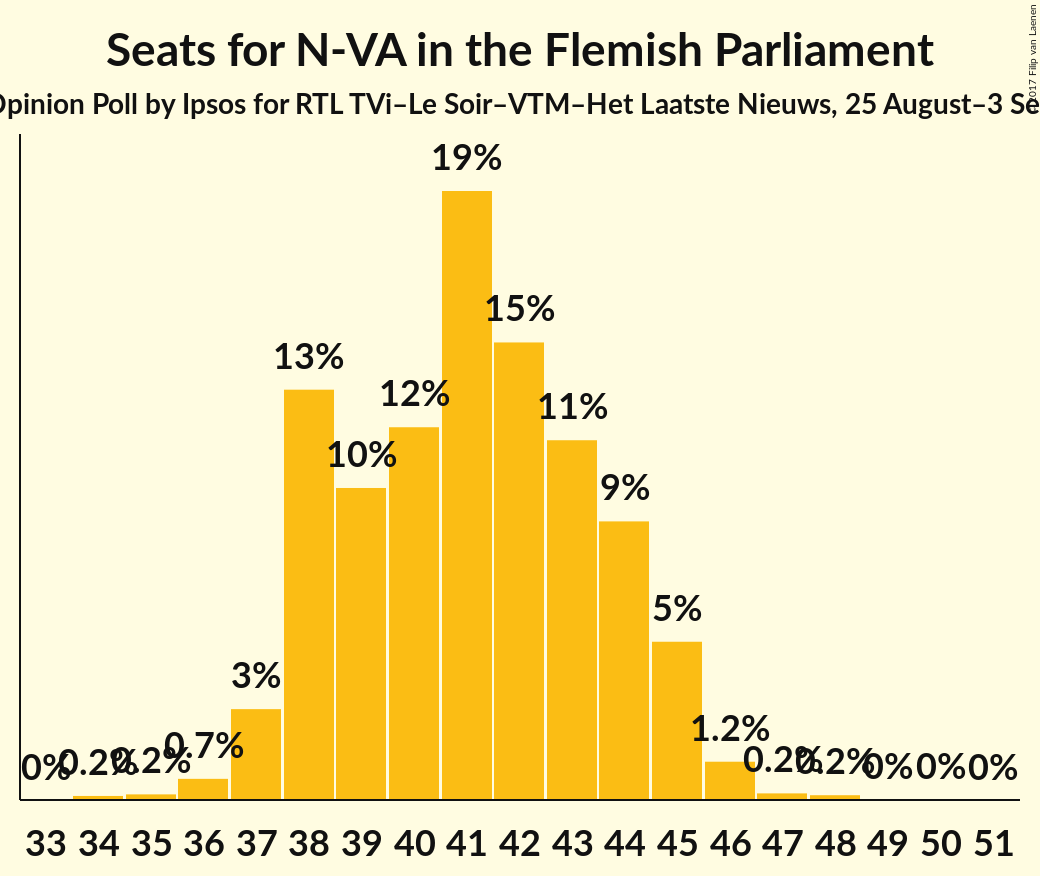 Seats for N-VA in the Flemish Parliament
Opinion Poll by Ipsos for RTL TVi–Le Soir–VTM–Het Laatste Nieuws, 25 August–3 Se
2017 Filip van Laenen
19%
15%
13%
12%
11%
10%
9%
5%
3%
1.2%
0.7%
0% 0.2% 0.2% 0.2% 0.2% 0% 0% 0%
33 34 35 36 37 38 39 40 41 42 43 44 45 46 47 48 49 50 51